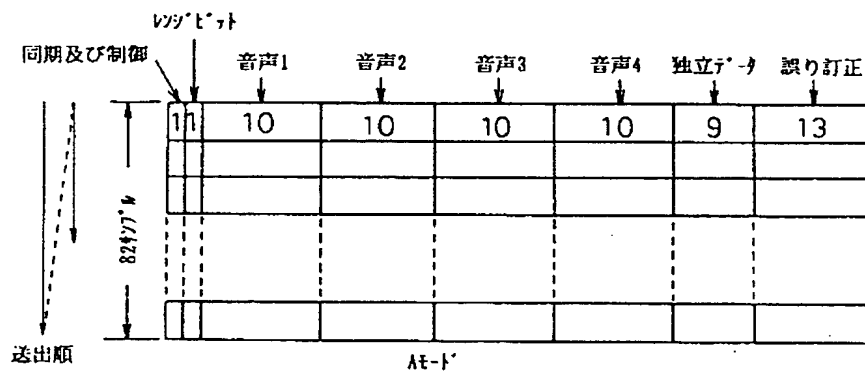 ﾚﾝｼﾞﾋﾞｯﾄ
同期及び制御 音声1 音声2 音声3 音声4 独立ﾃﾞｰﾀ 誤り訂正
1 1 10 10 10 10 9 13
82ｻﾝﾌﾟﾙ
送出順
Aﾓｰﾄﾞ